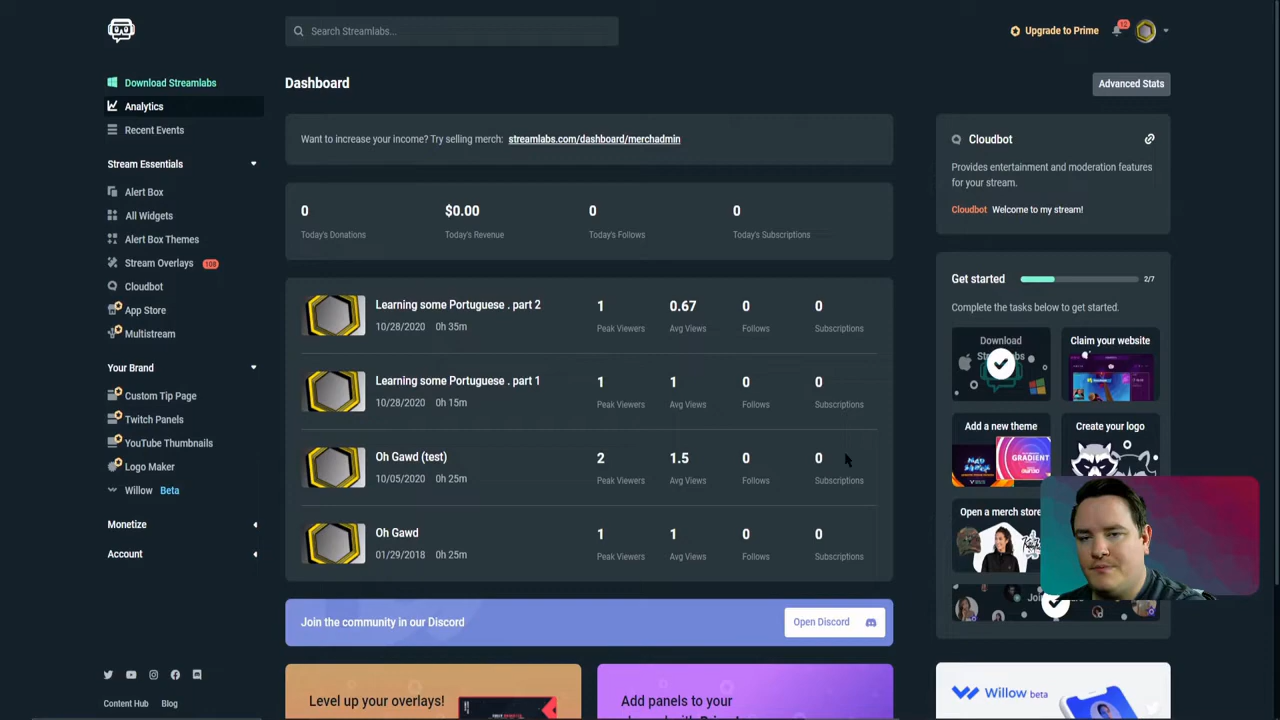 Search Streamlabs...
Upgrade to Prime
12
Download Streamlabs
Analytics
Recent Events
Stream Essentials
Alert Box
All Widgets
Alert Box Themes
Stream Overlays 108
Cloudbot
App Store
Multistream
Your Brand
Custom Tip Page
Twitch Panels
YouTube Thumbnails
Logo Maker
Willow Beta
Monetize
Account
Content Hub Blog
Dashboard
Advanced Stats
Want to increase your income? Try selling merch: streamlabs.com/dashboard/merchadmin
0 $0.00 0 0
Today's Donations Today's Revenue Today's Follows Today's Subscriptions
Learning some Portuguese . part 2 1 0.67 0 0
10/28/2020 0h 35m Peak Viewers Avg Views Follows Subscriptions
Learning some Portuguese . part 1 1 1 0 0
10/28/2020 0h 15m Peak Viewers Avg Views Follows Subscriptions
Oh Gawd (test) 2 1.5 0 0
10/05/2020 0h 25m Peak Viewers Avg Views Follows Subscriptions
Oh Gawd 1 1 0 0
01/29/2018 0h 25m Peak Viewers Avg Views Follows Subscriptions
Join the community in our Discord
Open Discord
Level up your overlays!
Add panels to your
Cloudbot
Provides entertainment and moderation features
for your stream.
Cloudbot Welcome to my stream!
Get started 2/7
Complete the tasks below to get started.
Download
Claim your website
Add a new theme
GRADIENT
Create your logo
Open a merch store
Willow beta